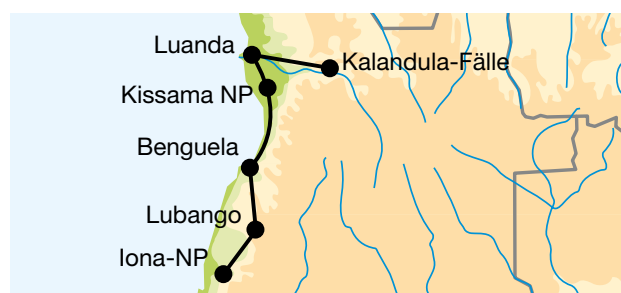 Luanda
Kalandula-Fälle
Kissama NP
Benguela
Lubango
Iona-NP